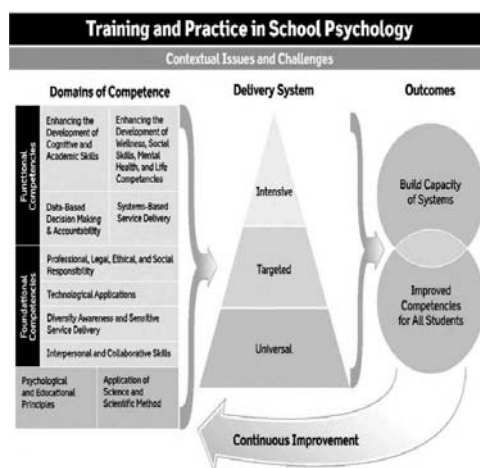 Training and Practice in School Psychology
Contextual Issues and Challenges
Domains of Competence
Delivery System
Outcomes
Functional
Competencies
Enhancing the
Development of
Cognitive and
Academic Skills
Enhancing the
Development of
Wellness, Social
Skills, Mental
Health, and Life
Competencies
Data-Based
Decision Making
& Accountability
Systems-Based
Service Delivery
Foundational
Competencies
Professional, Legal, Ethical, and Social
Responsibility
Technological Applications
Diversity Awareness and Sensitive
Service Delivery
Interpersonal and Collaborative Skills
Psychological
and Educational
Principles
Application of
Science and
Scientific Method
Intensive
Targeted
Universal
Build Capacity
of Systems
Improved
Competencies
for All Students
Continuous Improvement